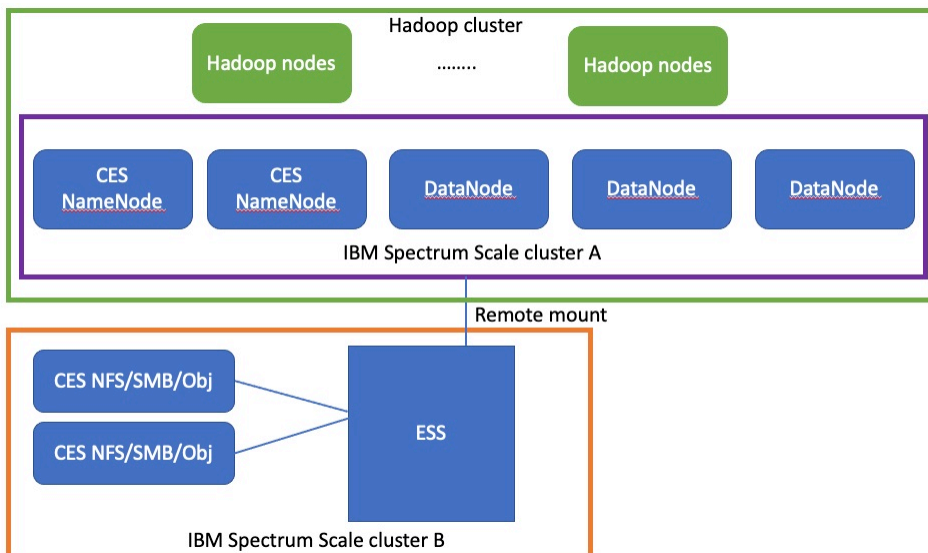 Hadoop cluster
Hadoop nodes
........
Hadoop nodes
CES
NameNode
CES
NameNode
DataNode
DataNode
DataNode
IBM Spectrum Scale cluster A
Remote mount
CES NFS/SMB/Obj
CES NFS/SMB/Obj
ESS
IBM Spectrum Scale cluster B